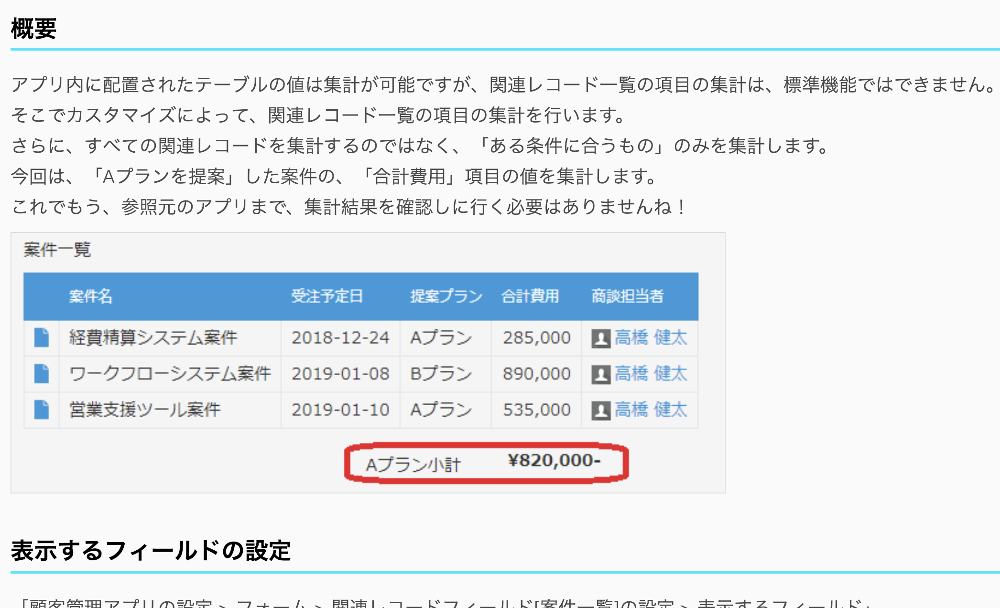 概要
アプリ内に配置されたテーブルの値は集計が可能ですが、関連レコード一覧の項目の集計は、標準機能ではできません。
そこでカスタマイズによって、関連レコード一覧の項目の集計を行います。
さらに、すべての関連レコードを集計するのではなく、「ある条件に合うもの」のみを集計します。
今回は、「Aプランを提案」した案件の、「合計費用」項目の値を集計します。
これでもう、参照元のアプリまで、集計結果を確認しに行く必要はありませんね！
案件一覧
案件名 受注予定日 提案プラン 合計費用 商談担当者
経費精算システム案件 2018-12-24 Aプラン 285,000 高橋 健太
ワークフローシステム案件 2019-01-08 Bプラン 890,000 高橋 健太
営業支援ツール案件 2019-01-10 Aプラン 535,000 高橋 健太
Aプラン小計 ¥820,000-
表示するフィールドの設定
「顧客管理アプリの設定 > フォーム > 関連レコードフィールド[案件一覧]の設定 > 表示するフィールド」